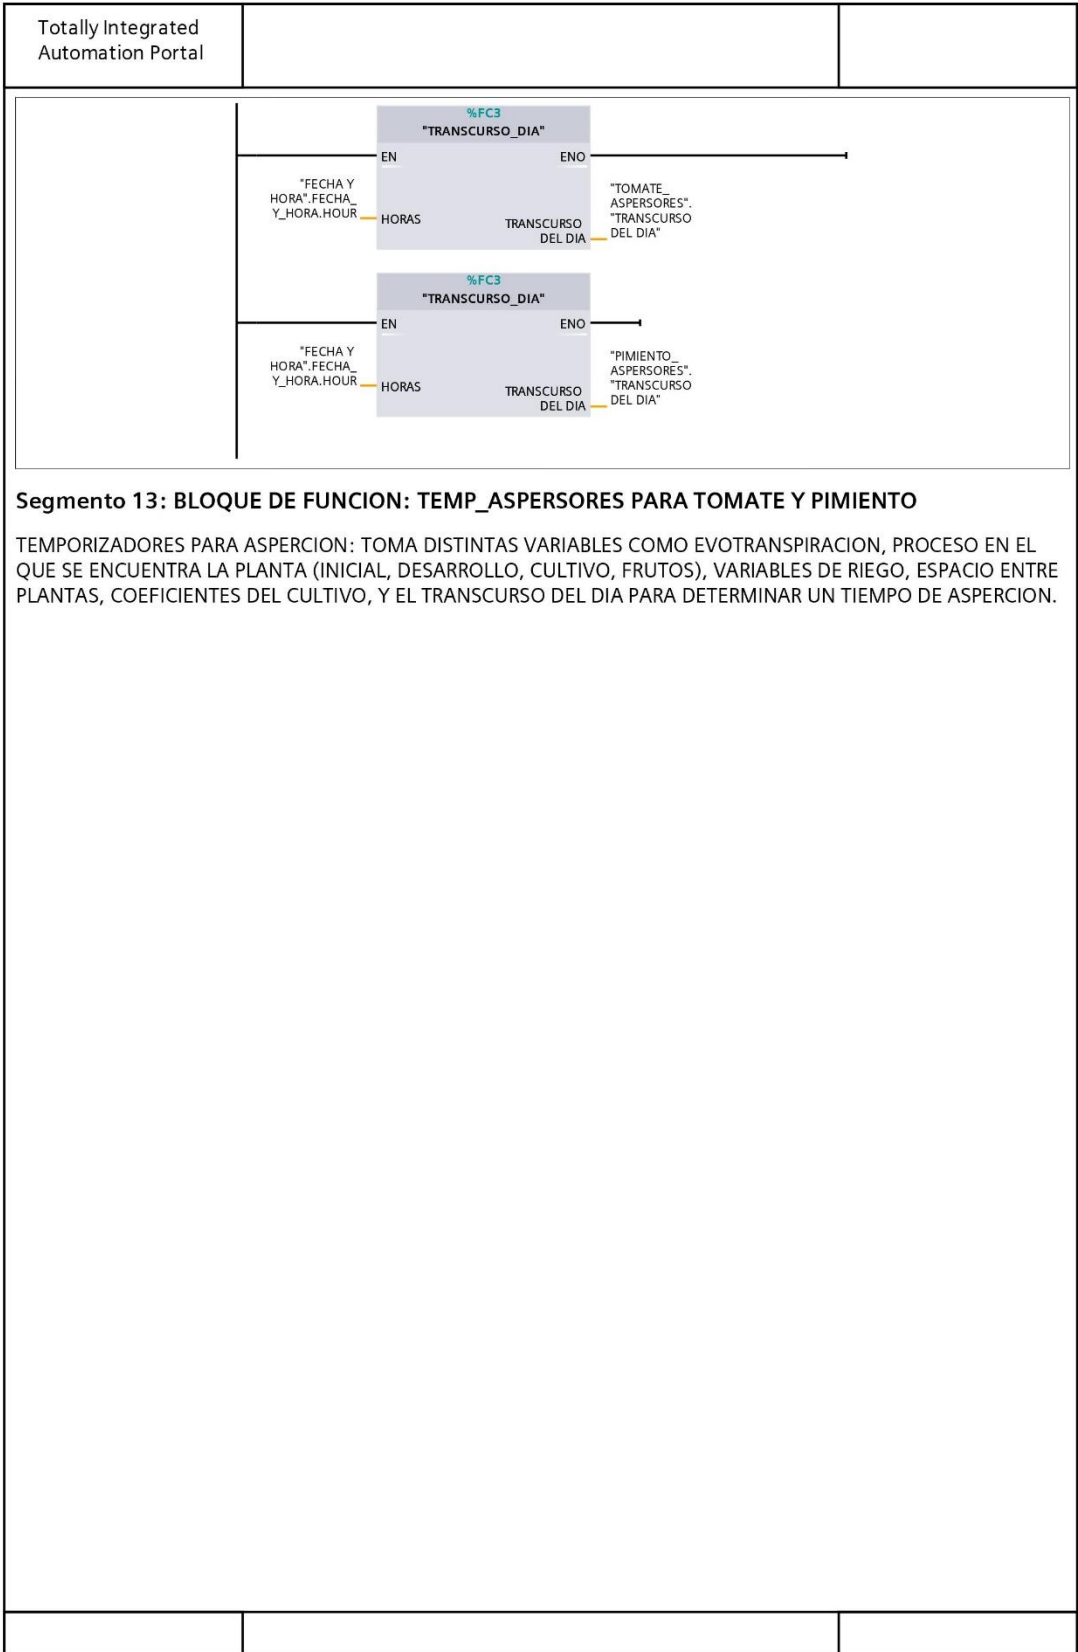 Totally Integrated
Automation Portal
%FC3
"TRANSCURSO_DIA"
EN
ENO
"FECHA Y
HORA".FECHA_
Y_HORA.HOUR
HORAS
TRANSCURSO
DEL DIA
"TOMATE_
ASPERSORES".
"TRANSCURSO
DEL DIA"
%FC3
"TRANSCURSO_DIA"
EN
ENO
"FECHA Y
HORA".FECHA_
Y_HORA.HOUR
HORAS
TRANSCURSO
DEL DIA
"PIMIENTO_
ASPERSORES".
"TRANSCURSO
DEL DIA"
Segmento 13: BLOQUE DE FUNCION: TEMP_ASPERSORES PARA TOMATE Y PIMIENTO
TEMPORIZADORES PARA ASPERCION: TOMA DISTINTAS VARIABLES COMO EVOTRANSPIRACION, PROCESO EN EL
QUE SE ENCUENTRA LA PLANTA (INICIAL, DESARROLLO, CULTIVO, FRUTOS), VARIABLES DE RIEGO, ESPACIO ENTRE
PLANTAS, COEFICIENTES DEL CULTIVO, Y EL TRANSCURSO DEL DIA PARA DETERMINAR UN TIEMPO DE ASPERCION.